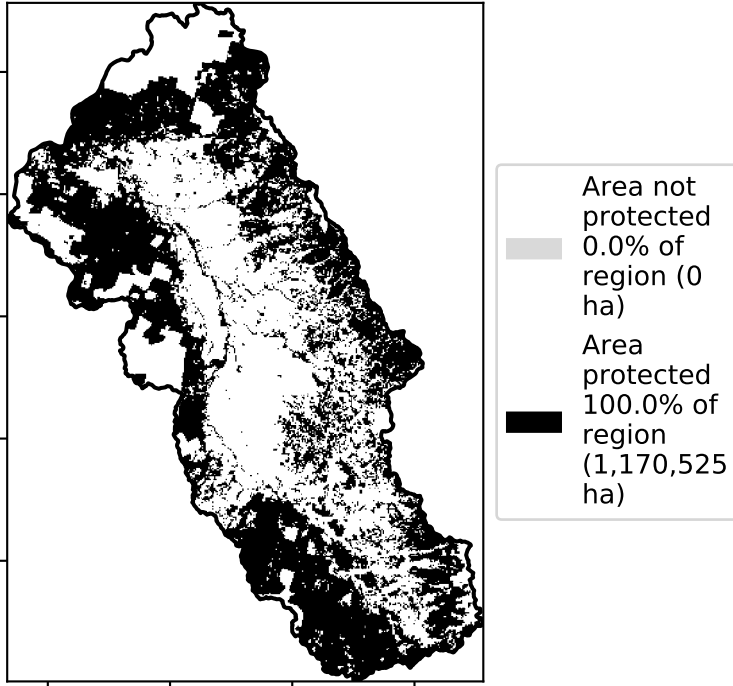 Area not
protected
0.0% of
region (0
ha)
Area
protected
100.0% of
region
(1,170,525
ha)